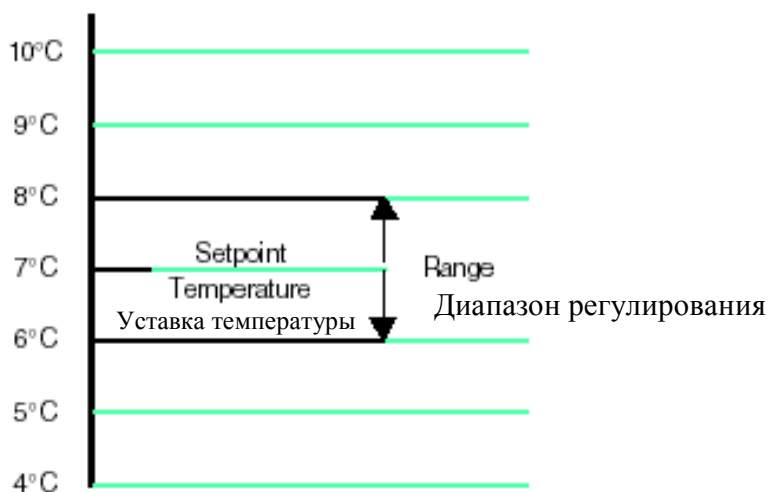 10°C
9°C
8°C
Setpoint
7°C
Range
Temperature
Диапазон регулирования
Уставка температуры
6°C
5°C
4°C